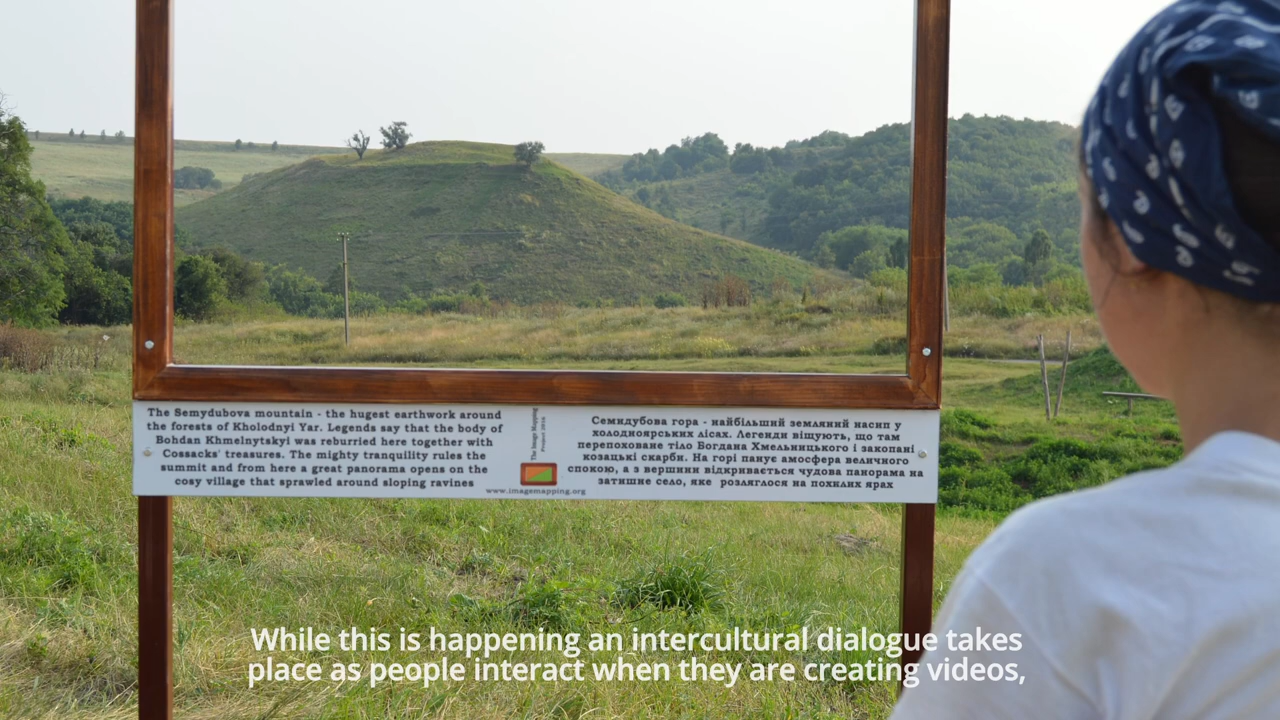 The Semydubova mountain - the hugest earthwork around
the forests of Kholodnyi Yar. Legends say that the body of
Bohdan Khmelnytskyi was reburried here together with
Cossacks' treasures. The mighty tranquility rules the
summit and from here a great panorama opens on the
cosy village that sprawled around sloping ravines
The Image Mapping
Project 2016
www.imagemapping.org
Семидубова гора - найбільший земляний насип у
холодноярських лісах. Легенди віщують, що там
перепоховане тіло Богдана Хмельницького і закопані
козацькі скарби. На горі панує амосфера величного
спокою, а з вершини відкривається чудова панорама на
затишне село, яке розляглося на похилих ярах
While this is happening an intercultural dialogue takes
place as people interact when they are creating videos,